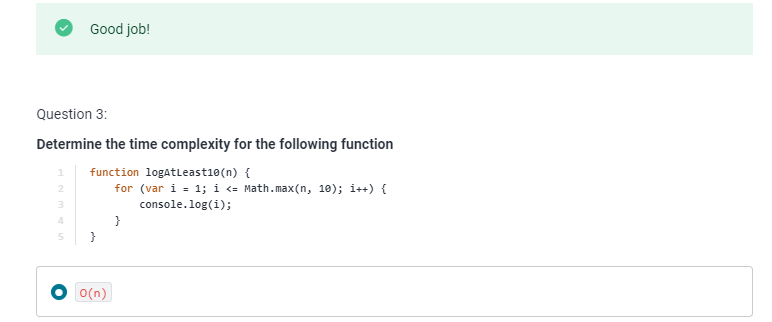 Good job!
Question 3:
Determine the time complexity for the following function
1 function logAtLeast10(n) {
2 for (var i = 1; i <= Math.max(n, 10); i++) {
3 console.log(i);
4 }
5 }
O(n)